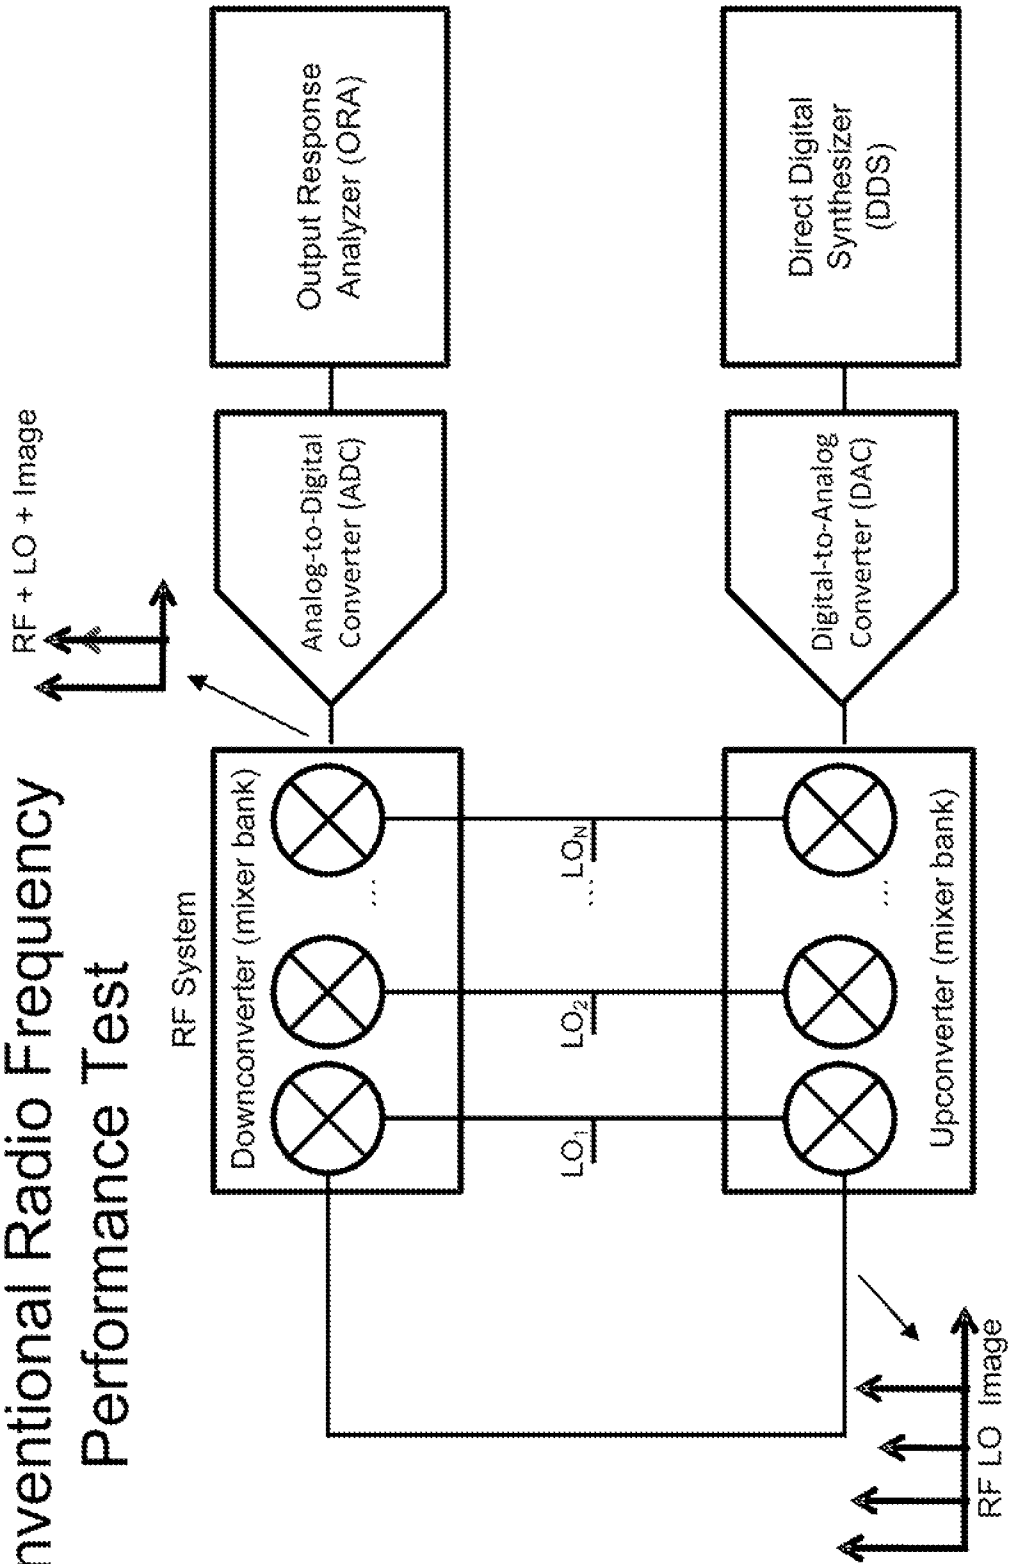 nventional Radio Frequency
Performance Test
RF System
Downconverter (mixer bank)
...
RF + LO + Image
Analog-to-Digital
Converter (ADC)
Output Response
Analyzer (ORA)
LO1
LO2
...
LON
...
Upconverter (mixer bank)
Digital-to-Analog
Converter (DAC)
Direct Digital
Synthesizer
(DDS)
RF LO Image